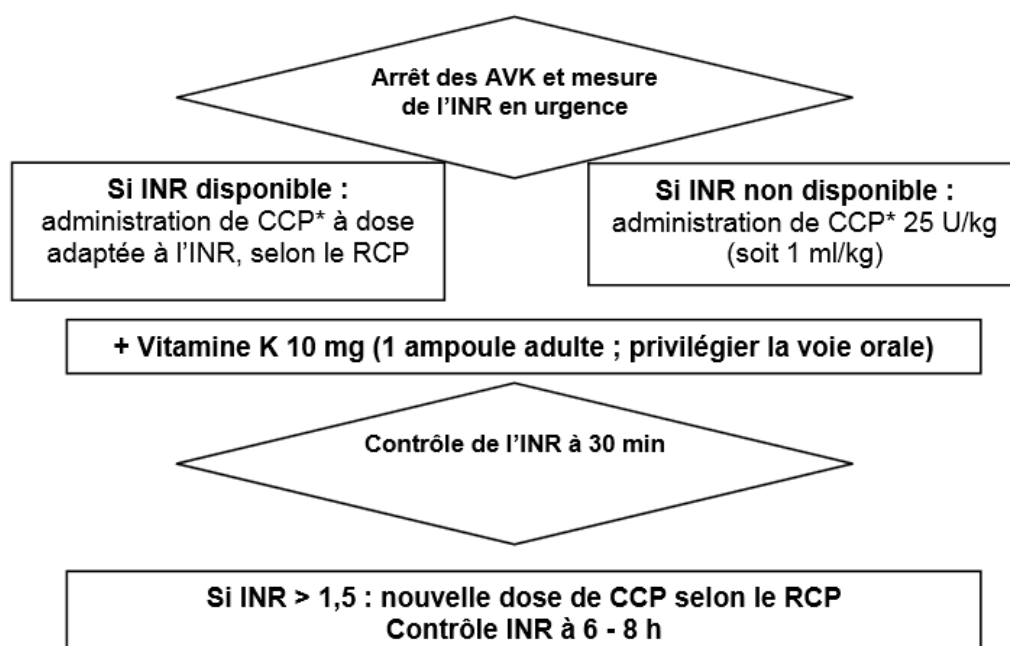 Arrêt des AVK et mesure
de l’INR en urgence
Si INR disponible :
administration de CCP* à dose
adaptée à l’INR, selon le RCP
Si INR non disponible :
administration de CCP* 25 U/kg
(soit 1 ml/kg)
+ Vitamine K 10 mg (1 ampoule adulte ; privilégier la voie orale)
Contrôle de l’INR à 30 min
Si INR > 1,5 : nouvelle dose de CCP selon le RCP
Contrôle INR à 6 - 8 h